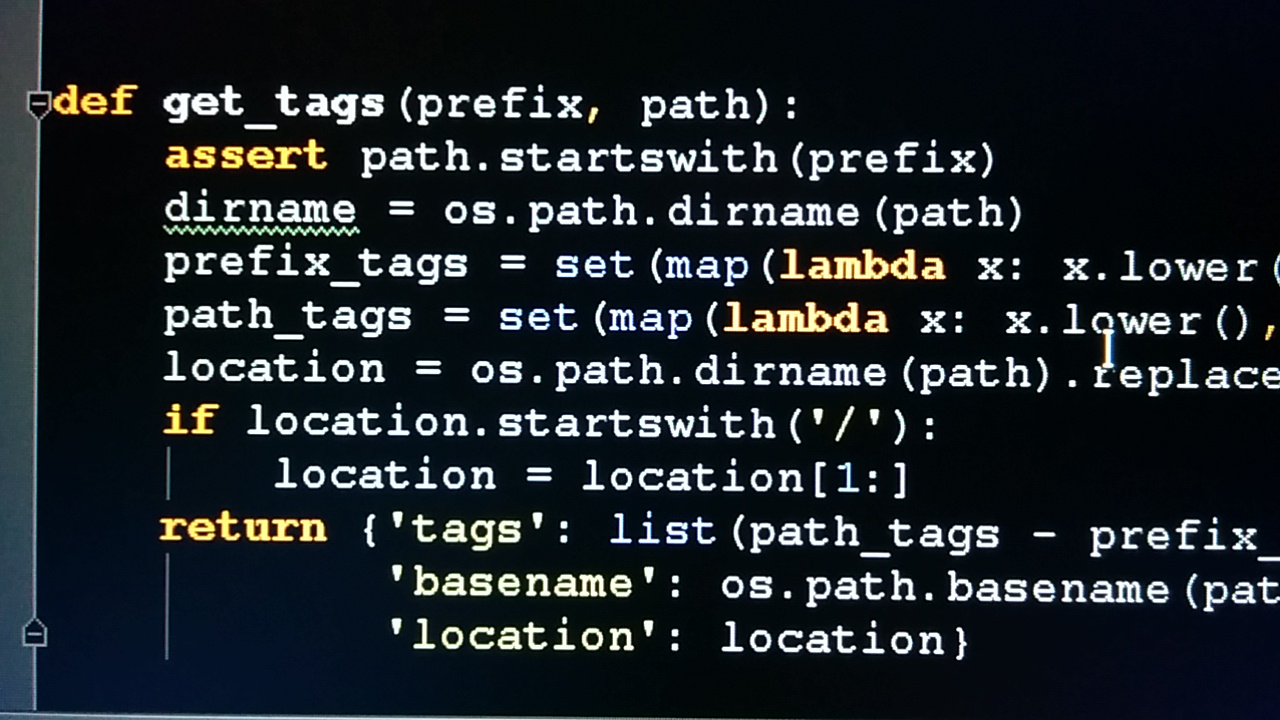 def get_tags(prefix, path):
    assert path.startswith(prefix)
    dirname = os.path.dirname(path)
    prefix_tags = set(map(lambda x: x.lower(
    path_tags = set(map(lambda x: x.lower(),
    location = os.path.dirname(path).replace
    if location.startswith('/'):
        location = location[1:]
    return {'tags': list(path_tags - prefix_
            'basename': os.path.basename(pat
            'location': location}